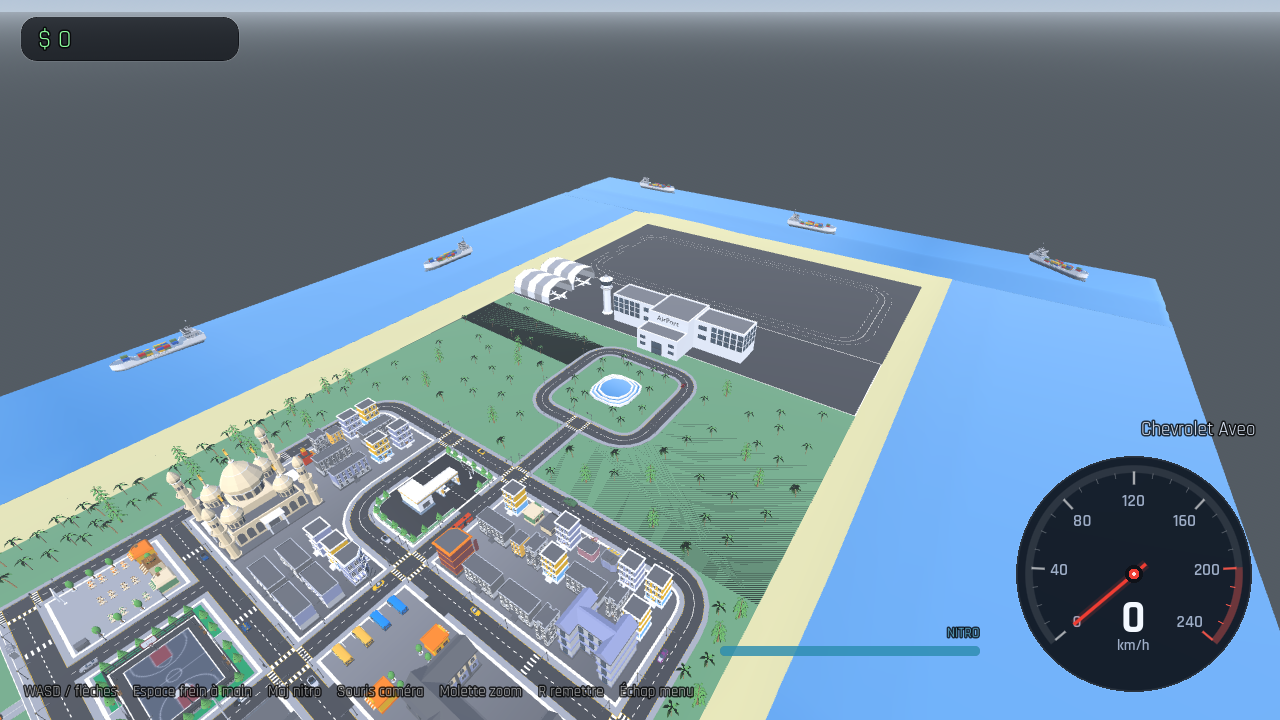 $ 0
AirPort
Chevrolet Aveo
40
80
120
160
200
240
0
0
km/h
NITRO
WASD / flèches Espace frein à main Maj nitro Souris caméra Molette zoom R remettre Échap menu